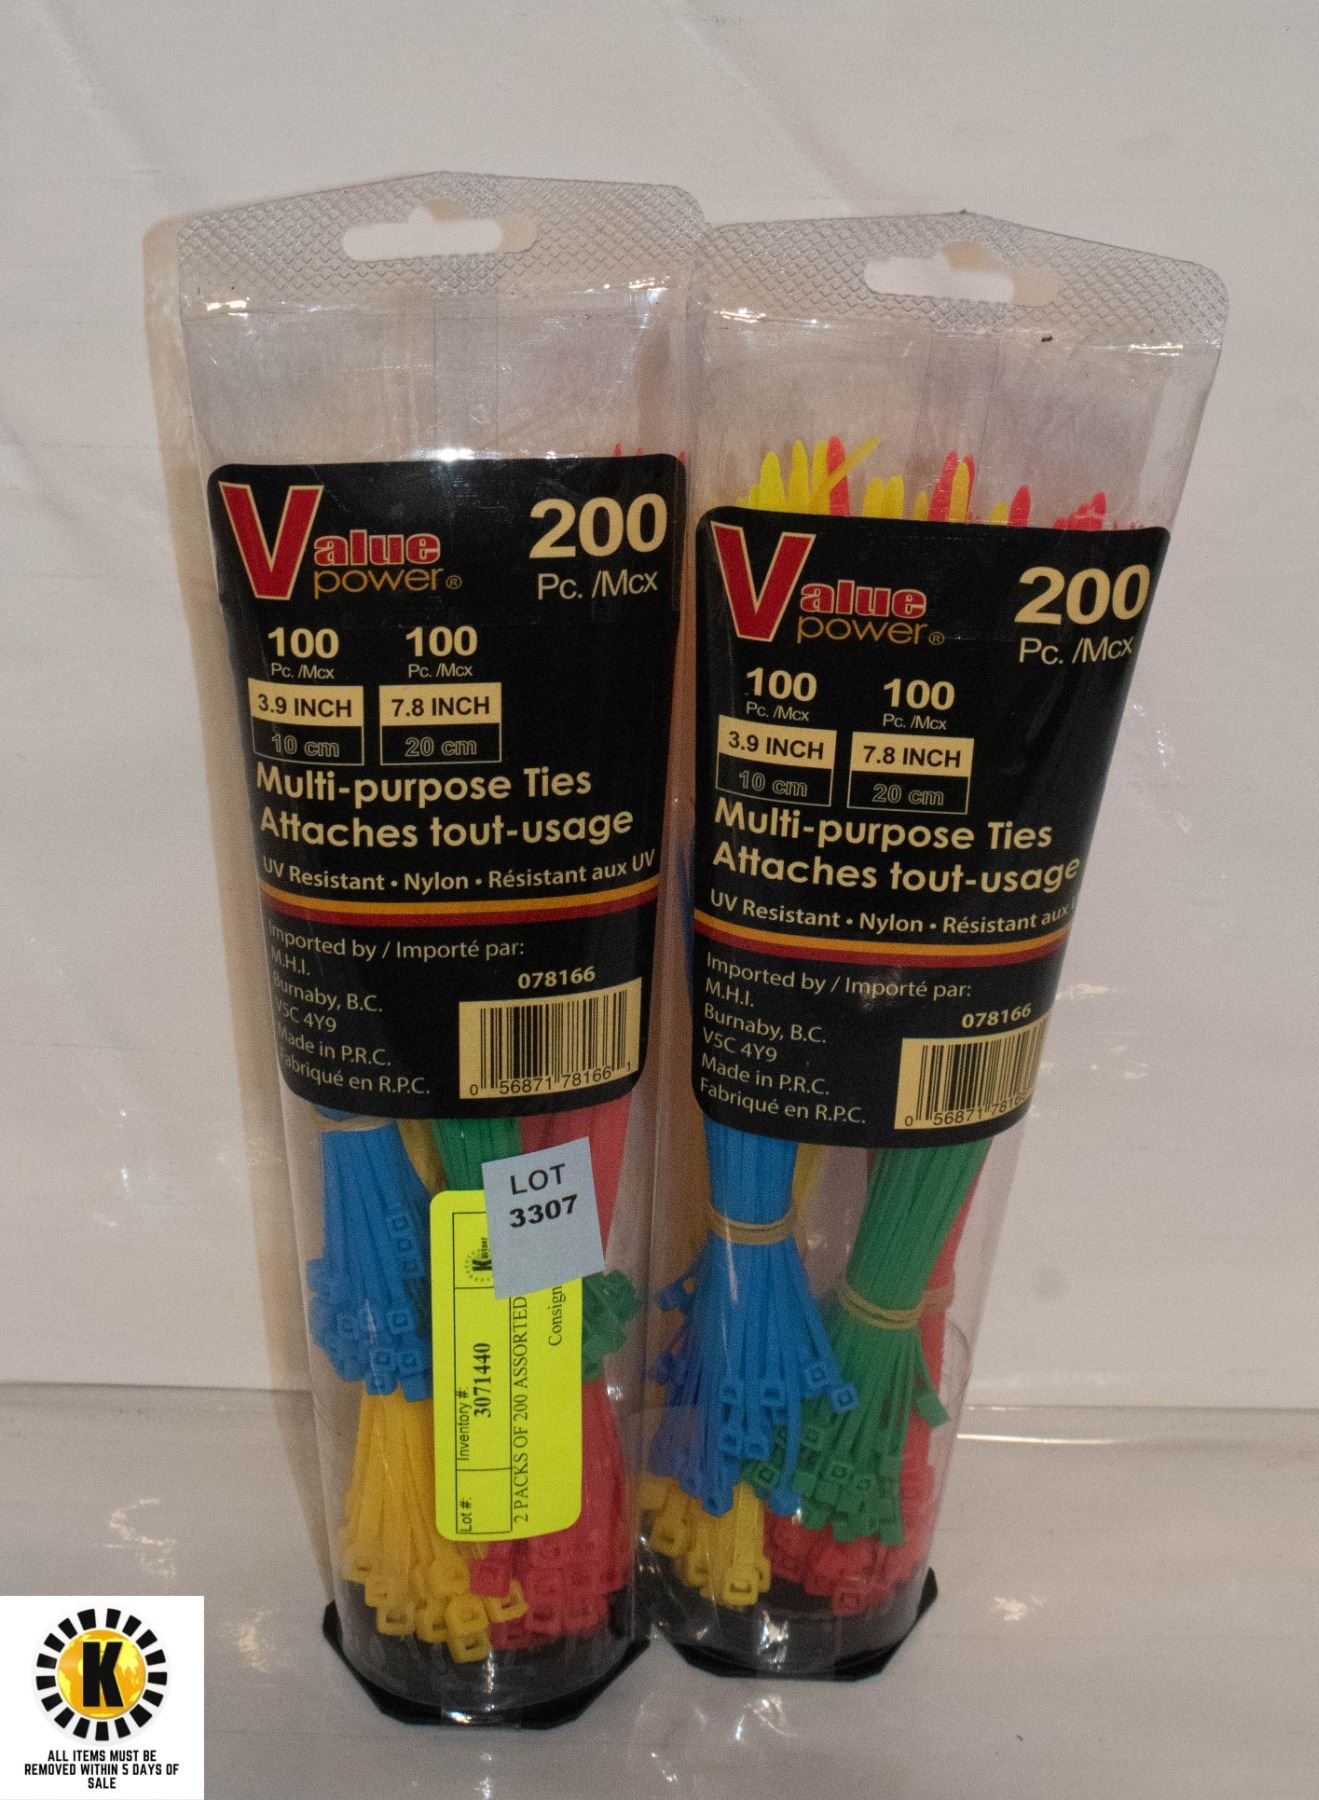 Value
power®
200
Pc. /Mcx
100
Pc. /Mcx
100
Pc. /Mcx
3.9 INCH
7.8 INCH
10 cm
20 cm
Multi-purpose Ties
Attaches tout-usage
UV Resistant • Nylon • Résistant aux UV
Imported by / Importé par:
M.H.I.
Burnaby, B.C.
V5C 4Y9
Made in P.R.C.
Fabriqué en R.P.C.
078166
0 56871 78166 1
LOT
3307
Lot #:
Inventory #:
3071440
Kastner
2 PACKS OF 200 ASSORTED
Consign
Value
power®
200
Pc. /Mcx
100
Pc. /Mcx
100
Pc. /Mcx
3.9 INCH
7.8 INCH
10 cm
20 cm
Multi-purpose Ties
Attaches tout-usage
UV Resistant • Nylon • Résistant aux
Imported by / Importé par:
M.H.I.
Burnaby, B.C.
V5C 4Y9
Made in P.R.C.
Fabriqué en R.P.C.
078166
0 56871 7816
K
ALL ITEMS MUST BE
REMOVED WITHIN 5 DAYS OF
SALE